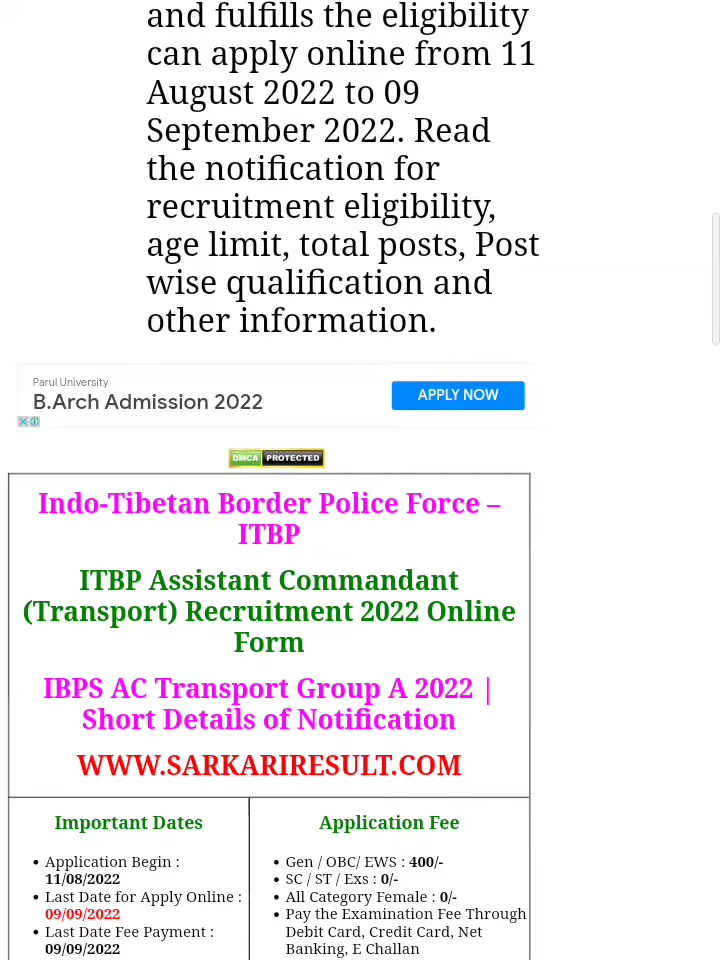 and fulfills the eligibility
can apply online from 11
August 2022 to 09
September 2022. Read
the notification for
recruitment eligibility,
age limit, total posts, Post
wise qualification and
other information.
Parul University
B.Arch Admission 2022
APPLY NOW
DMCA PROTECTED
Indo-Tibetan Border Police Force –
ITBP
ITBP Assistant Commandant
(Transport) Recruitment 2022 Online
Form
IBPS AC Transport Group A 2022 |
Short Details of Notification
WWW.SARKARIRESULT.COM
Important Dates
• Application Begin :
11/08/2022
• Last Date for Apply Online :
09/09/2022
• Last Date Fee Payment :
09/09/2022
Application Fee
• Gen / OBC/ EWS : 400/-
• SC / ST / Exs : 0/-
• All Category Female : 0/-
• Pay the Examination Fee Through
Debit Card, Credit Card, Net
Banking, E Challan